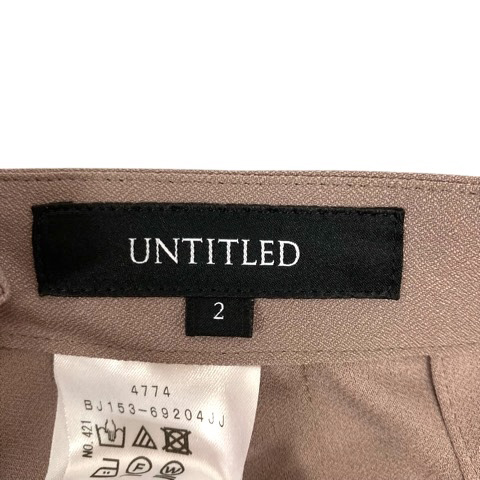 UNTITLED
2
4774
BJ153-69204JJ
NO. 421
F W